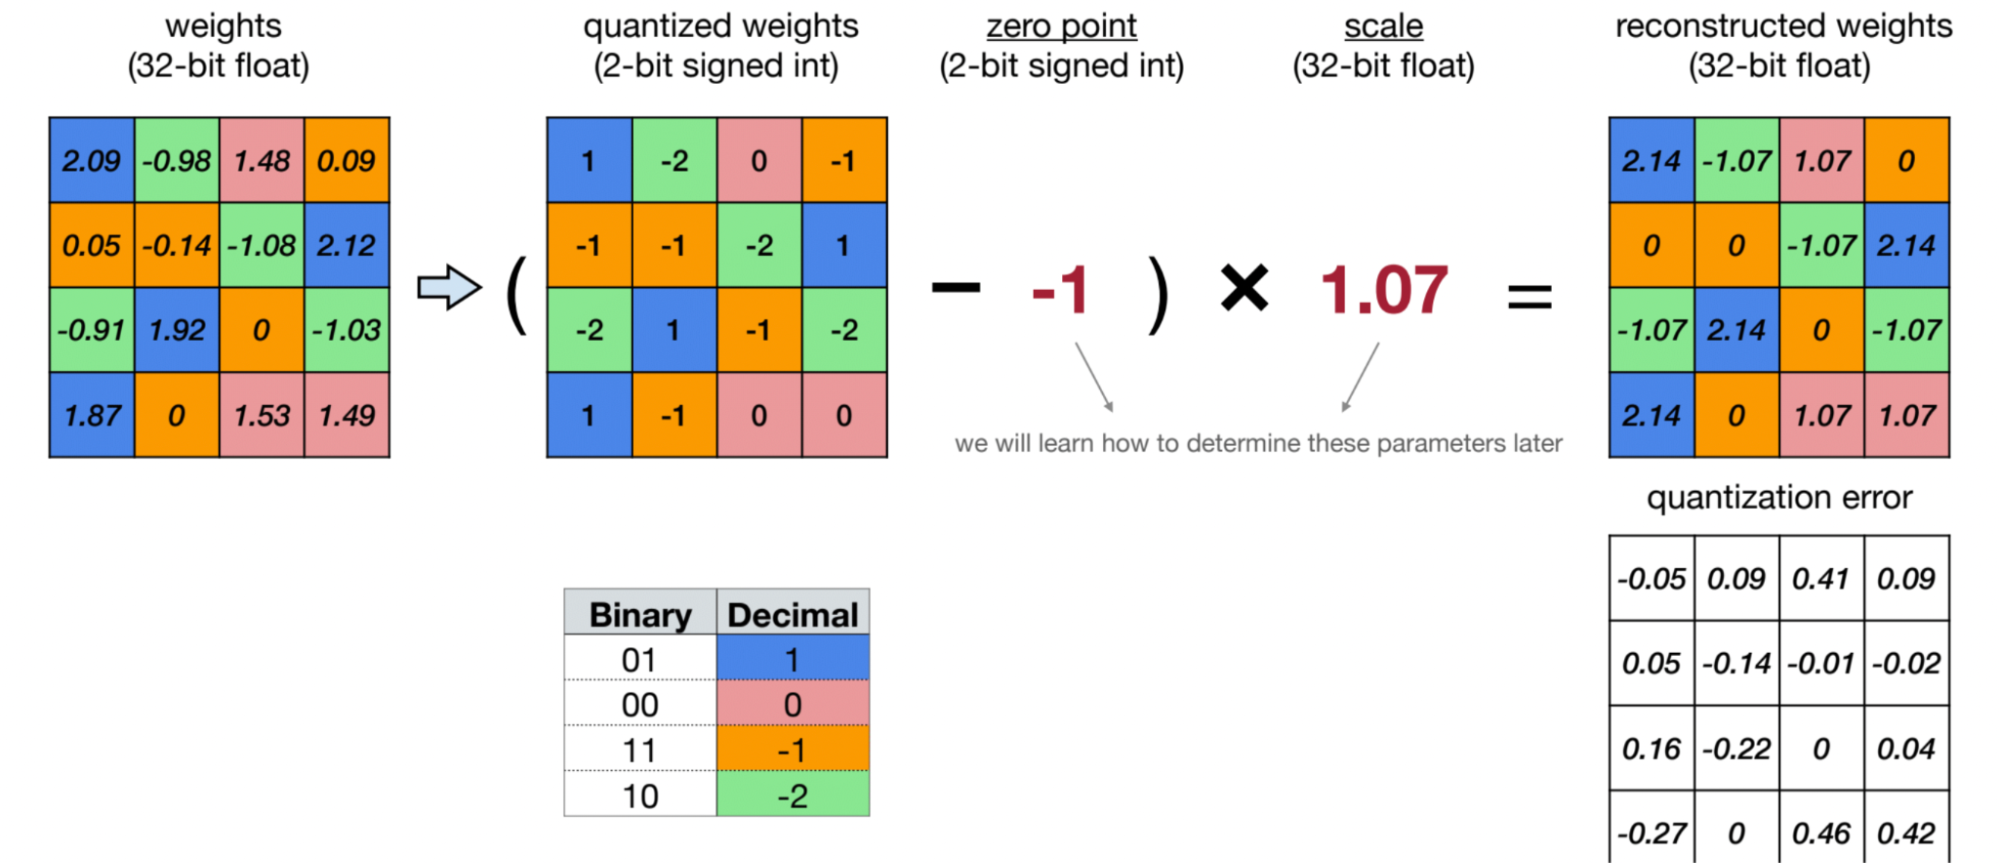 weights
(32-bit float)
quantized weights
(2-bit signed int)
zero point
(2-bit signed int)
scale
(32-bit float)
reconstructed weights
(32-bit float)
2.09 -0.98 1.48 0.09
0.05 -0.14 -1.08 2.12
-0.91 1.92 0 -1.03
1.87 0 1.53 1.49
(
1 -2 0 -1
-1 -1 -2 1
-2 1 -1 -2
1 -1 0 0
− -1 ) × 1.07 =
we will learn how to determine these parameters later
2.14 -1.07 1.07 0
0 0 -1.07 2.14
-1.07 2.14 0 -1.07
2.14 0 1.07 1.07
Binary Decimal
01 1
00 0
11 -1
10 -2
quantization error
-0.05 0.09 0.41 0.09
0.05 -0.14 -0.01 -0.02
0.16 -0.22 0 0.04
-0.27 0 0.46 0.42